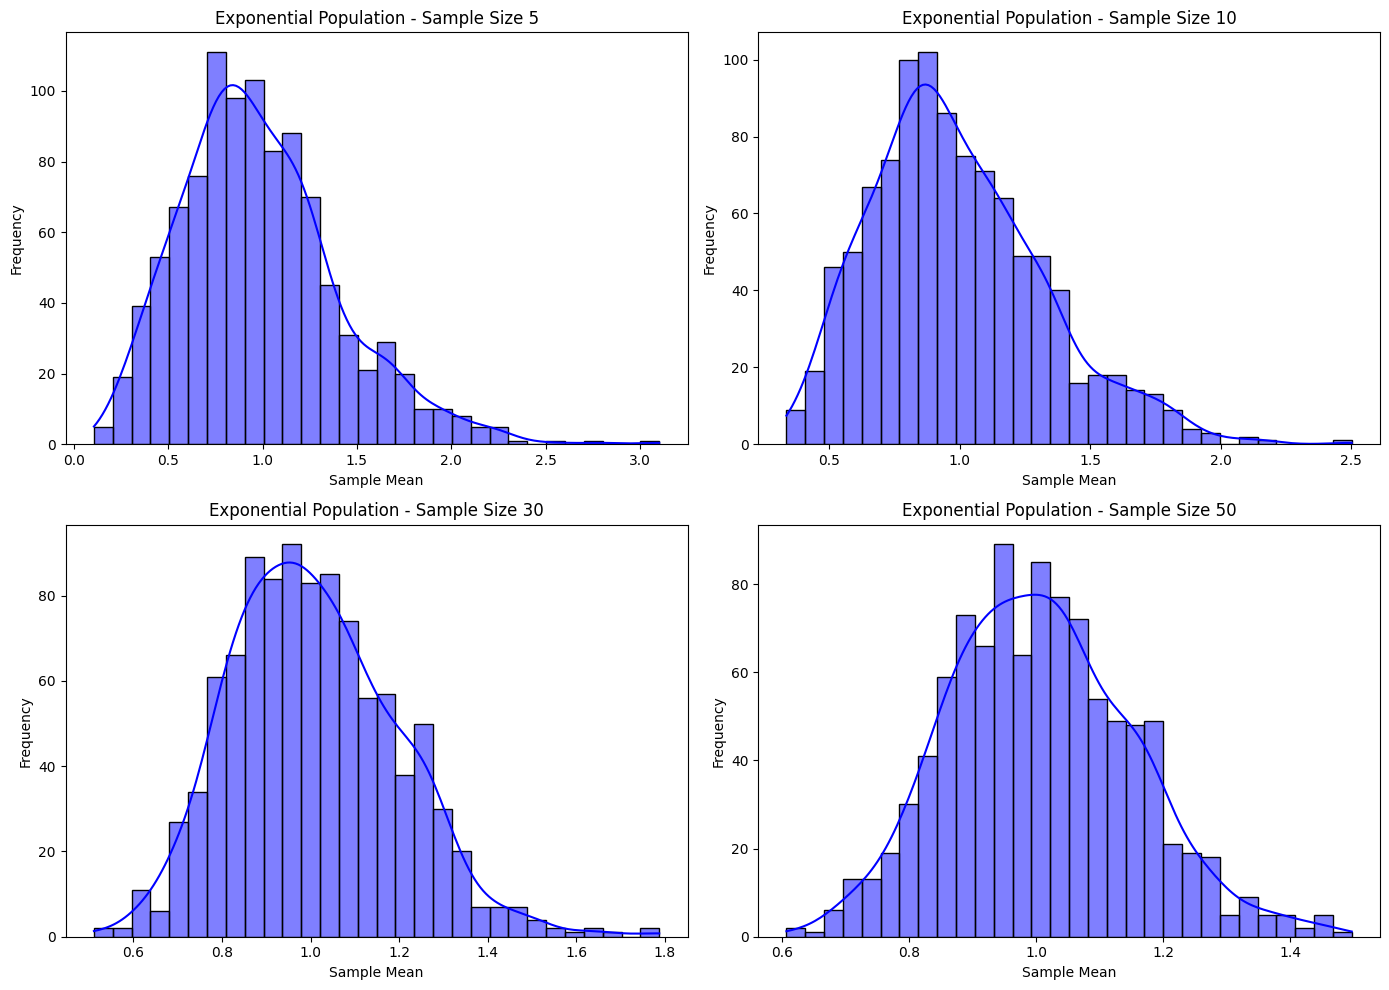 Exponential Population - Sample Size 5
100
80
60
40
20
0
Frequency
0.0 0.5 1.0 1.5 2.0 2.5 3.0
Sample Mean
Exponential Population - Sample Size 10
100
80
60
40
20
0
Frequency
0.5 1.0 1.5 2.0 2.5
Sample Mean
Exponential Population - Sample Size 30
80
60
40
20
0
Frequency
0.6 0.8 1.0 1.2 1.4 1.6 1.8
Sample Mean
Exponential Population - Sample Size 50
80
60
40
20
0
Frequency
0.6 0.8 1.0 1.2 1.4
Sample Mean